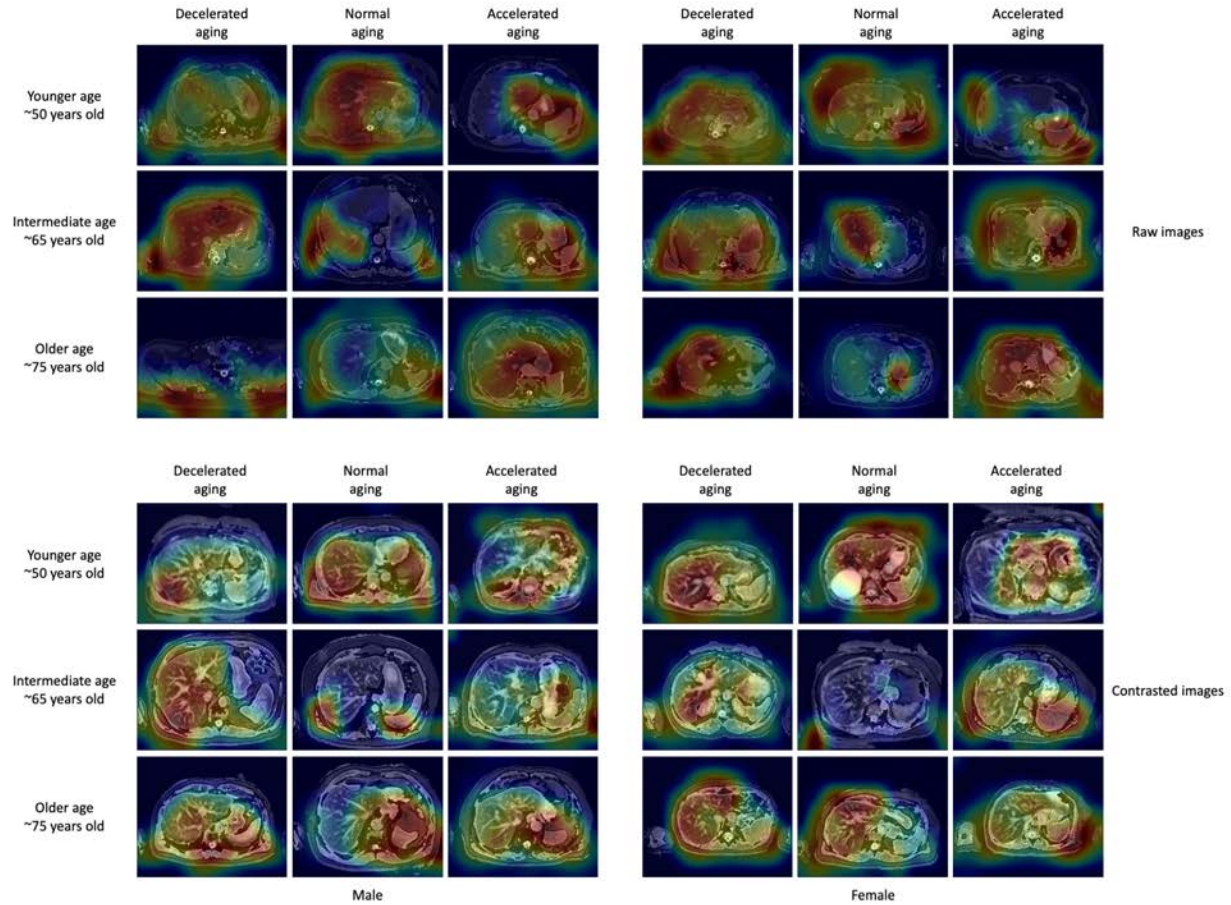 Decelerated aging Normal aging Accelerated aging Decelerated aging Normal aging Accelerated aging
Younger age
~50 years old
Intermediate age
~65 years old
Raw images
Older age
~75 years old
Decelerated aging Normal aging Accelerated aging Decelerated aging Normal aging Accelerated aging
Younger age
~50 years old
Intermediate age
~65 years old
Contrasted images
Older age
~75 years old
Male Female